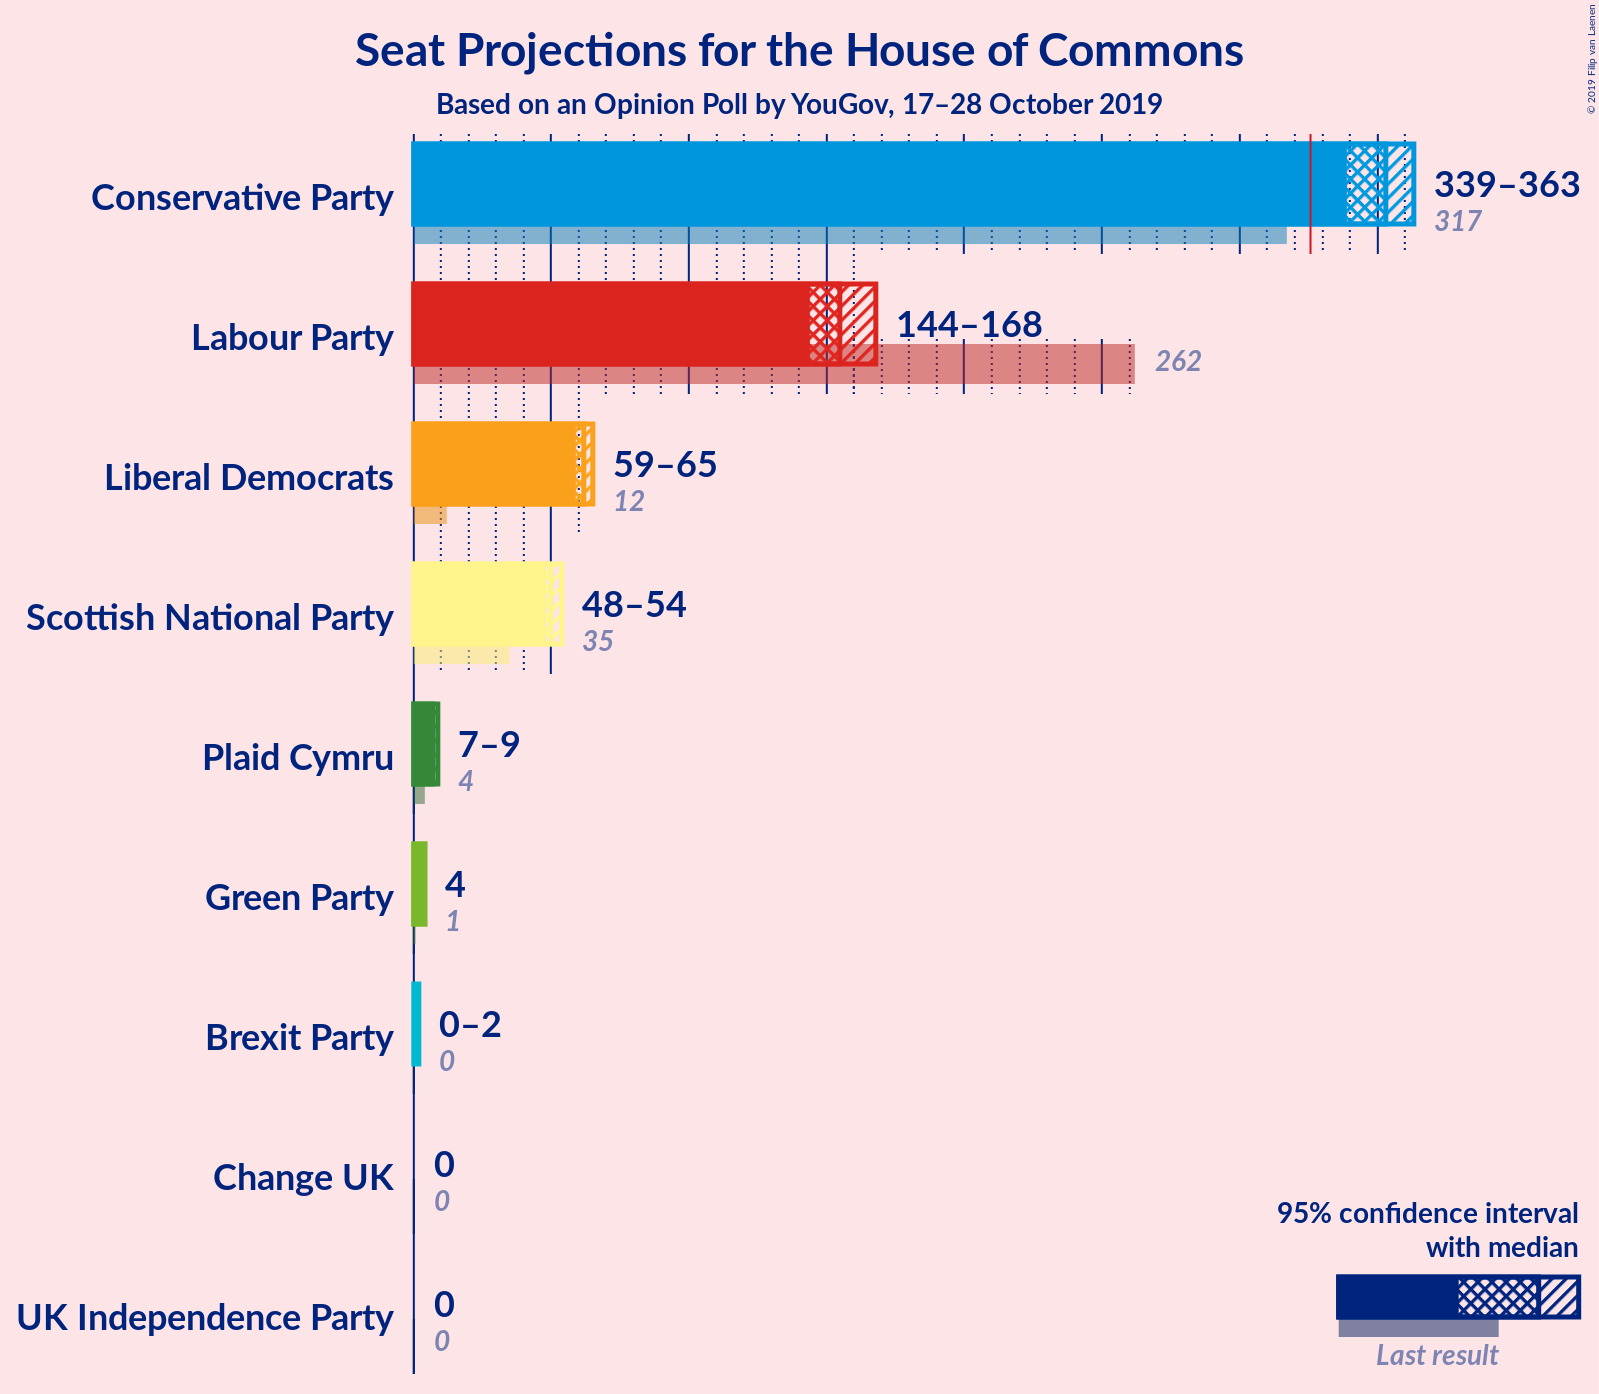 Seat Projections for the House of Commons
Based on an Opinion Poll by YouGov, 17–28 October 2019
© 2019 Filip van Laenen
Conservative Party
339–363
317
Labour Party
144–168
262
Liberal Democrats
59–65
12
Scottish National Party
48–54
35
Plaid Cymru
7–9
4
Green Party
4
1
Brexit Party
0–2
0
Change UK
0
0
UK Independence Party
0
0
95% confidence interval
with median
Last result